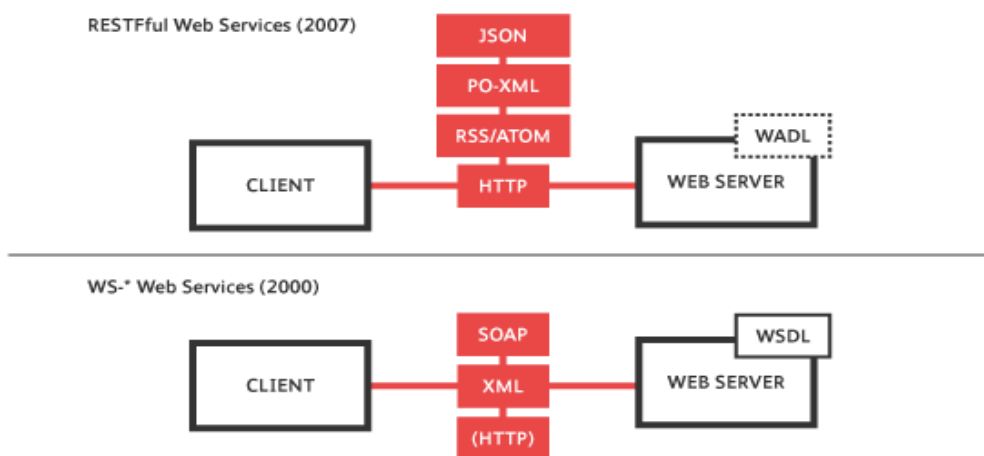 RESTFful Web Services (2007)
JSON
PO-XML
RSS/ATOM
WADL
CLIENT
HTTP
WEB SERVER
WS-* Web Services (2000)
SOAP
WSDL
CLIENT
XML
WEB SERVER
(HTTP)